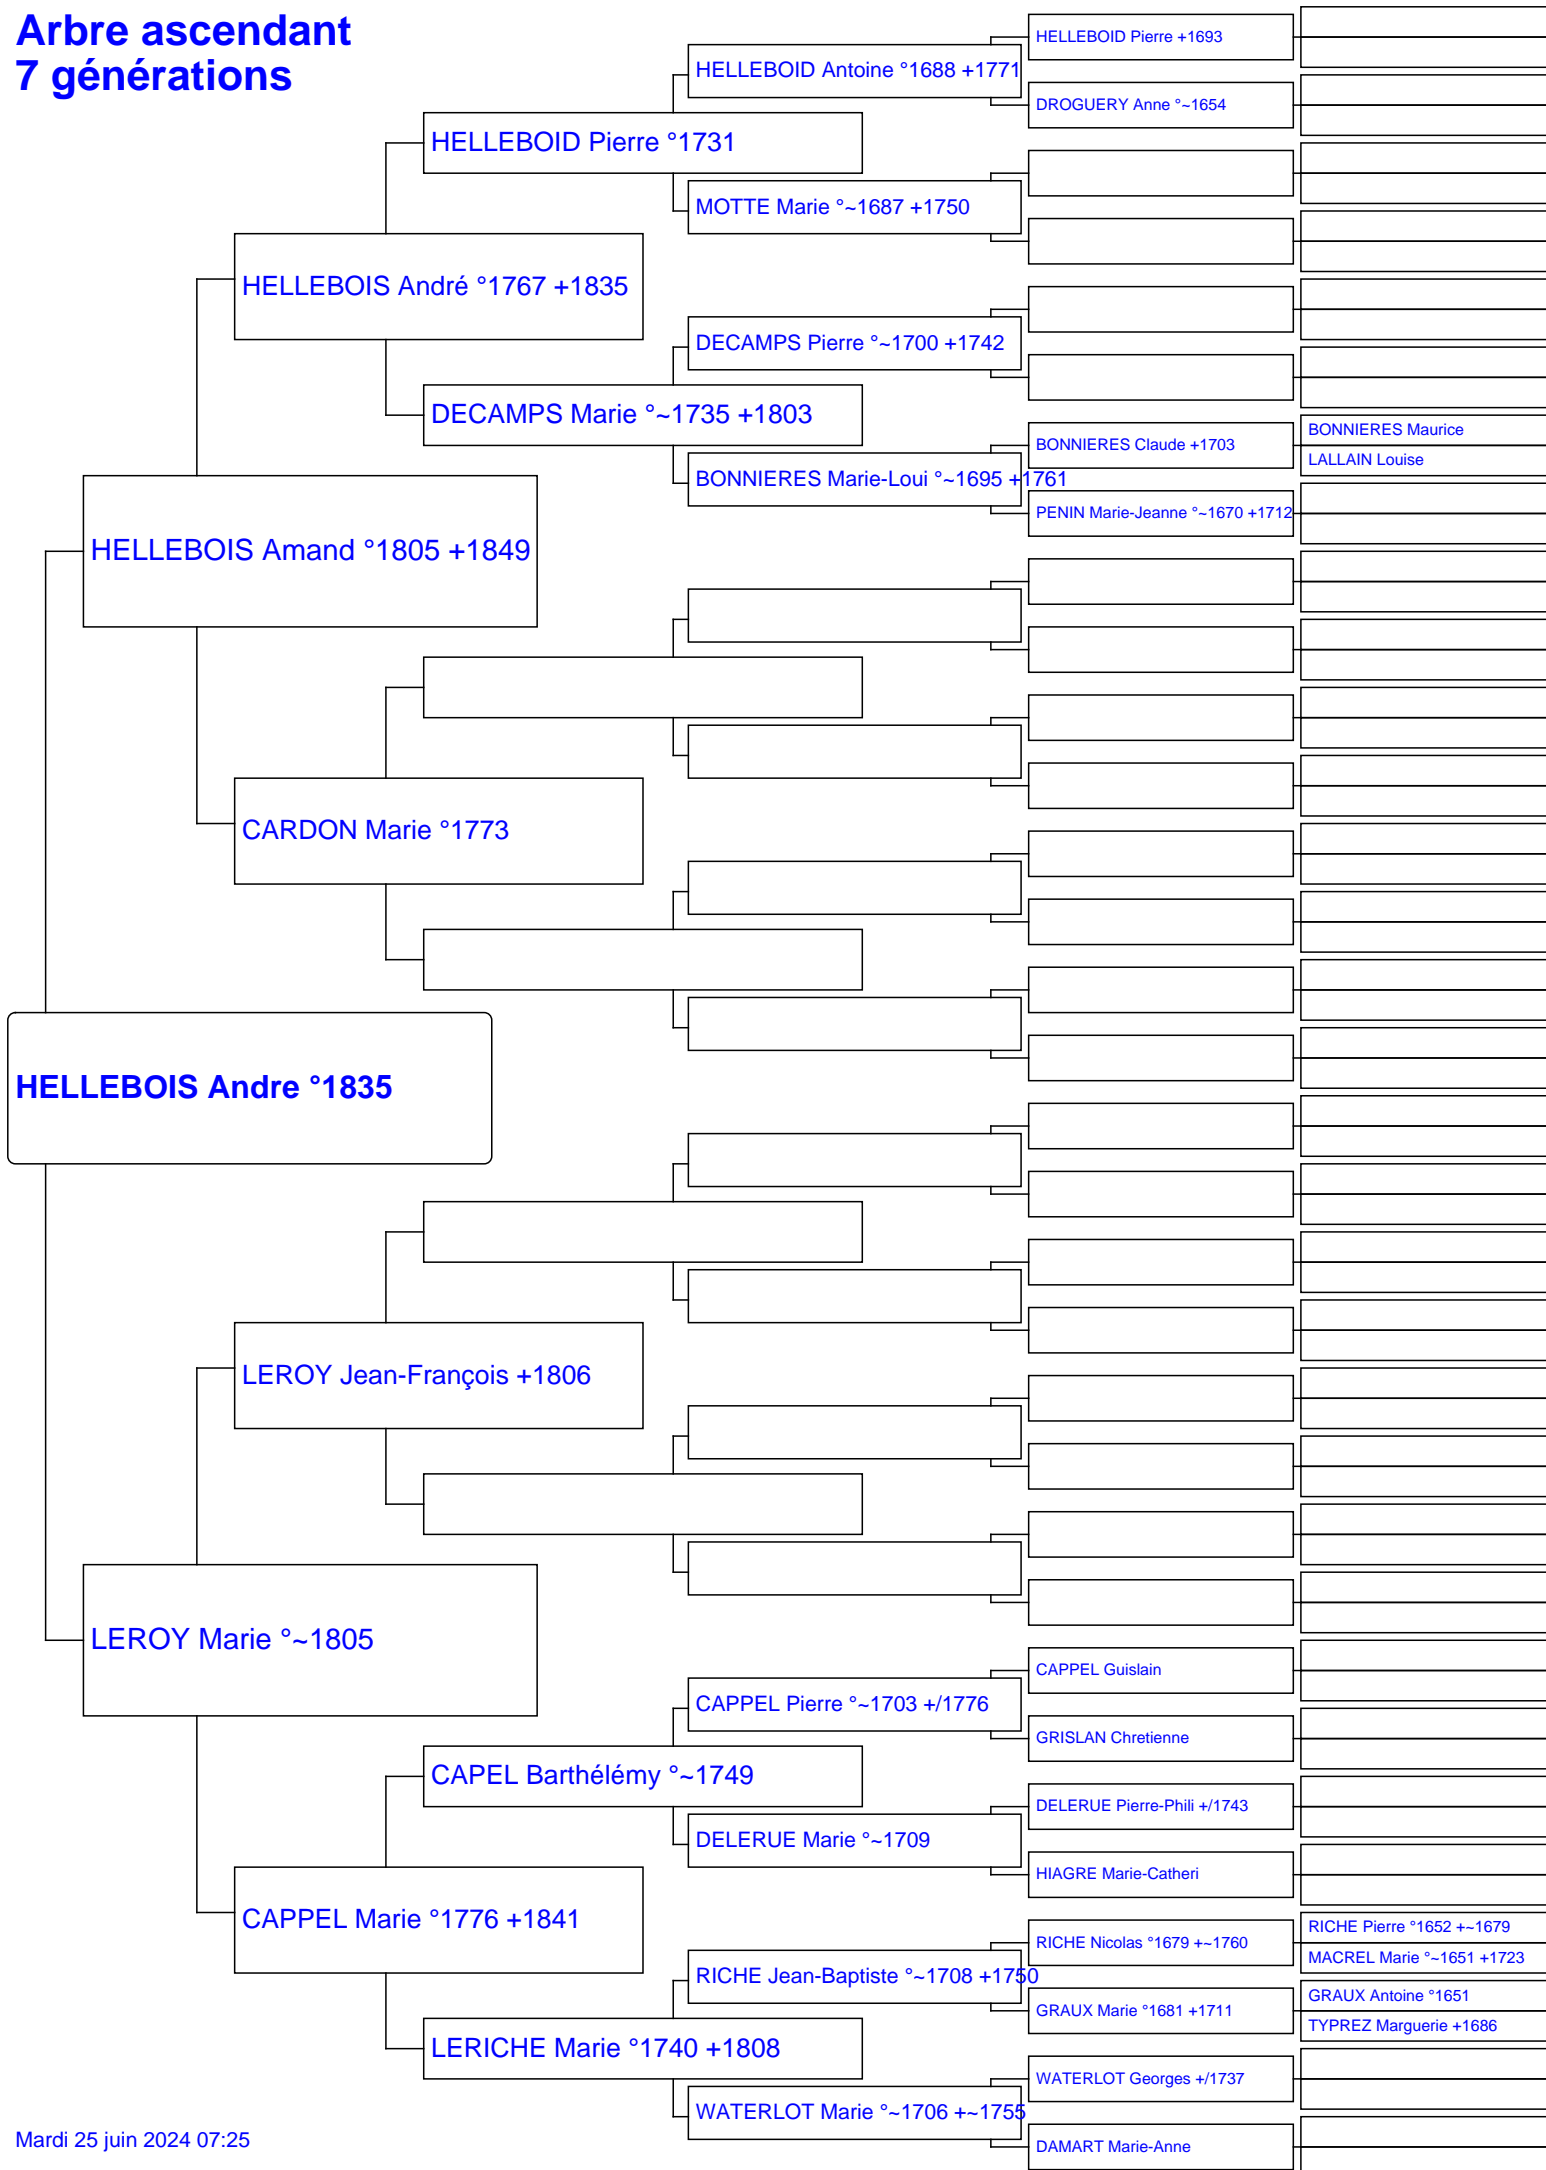 Arbre ascendant
7 générations
HELLEBOID Pierre +1693
HELLEBOID Antoine °1688 +1771
DROGUERY Anne °~1654
HELLEBOID Pierre °1731
MOTTE Marie °~1687 +1750
HELLEBOIS André °1767 +1835
DECAMPS Pierre °~1700 +1742
DECAMPS Marie °~1735 +1803
BONNIERES Maurice
BONNIERES Claude +1703
LALLAIN Louise
BONNIERES Marie-Loui °~1695 +1761
PENIN Marie-Jeanne °~1670 +1712
HELLEBOIS Amand °1805 +1849
CARDON Marie °1773
HELLEBOIS Andre °1835
LEROY Jean-François +1806
LEROY Marie °~1805
CAPPEL Guislain
CAPPEL Pierre °~1703 +/1776
GRISLAN Chretienne
CAPEL Barthélémy °~1749
DELERUE Pierre-Phili +/1743
DELERUE Marie °~1709
HIAGRE Marie-Catheri
CAPPEL Marie °1776 +1841
RICHE Pierre °1652 +~1679
RICHE Nicolas °1679 +~1760
MACREL Marie °~1651 +1723
RICHE Jean-Baptiste °~1708 +1750
GRAUX Antoine °1651
GRAUX Marie °1681 +1711
TYPREZ Marguerie +1686
LERICHE Marie °1740 +1808
WATERLOT Georges +/1737
WATERLOT Marie °~1706 +~1755
DAMART Marie-Anne
Mardi 25 juin 2024 07:25